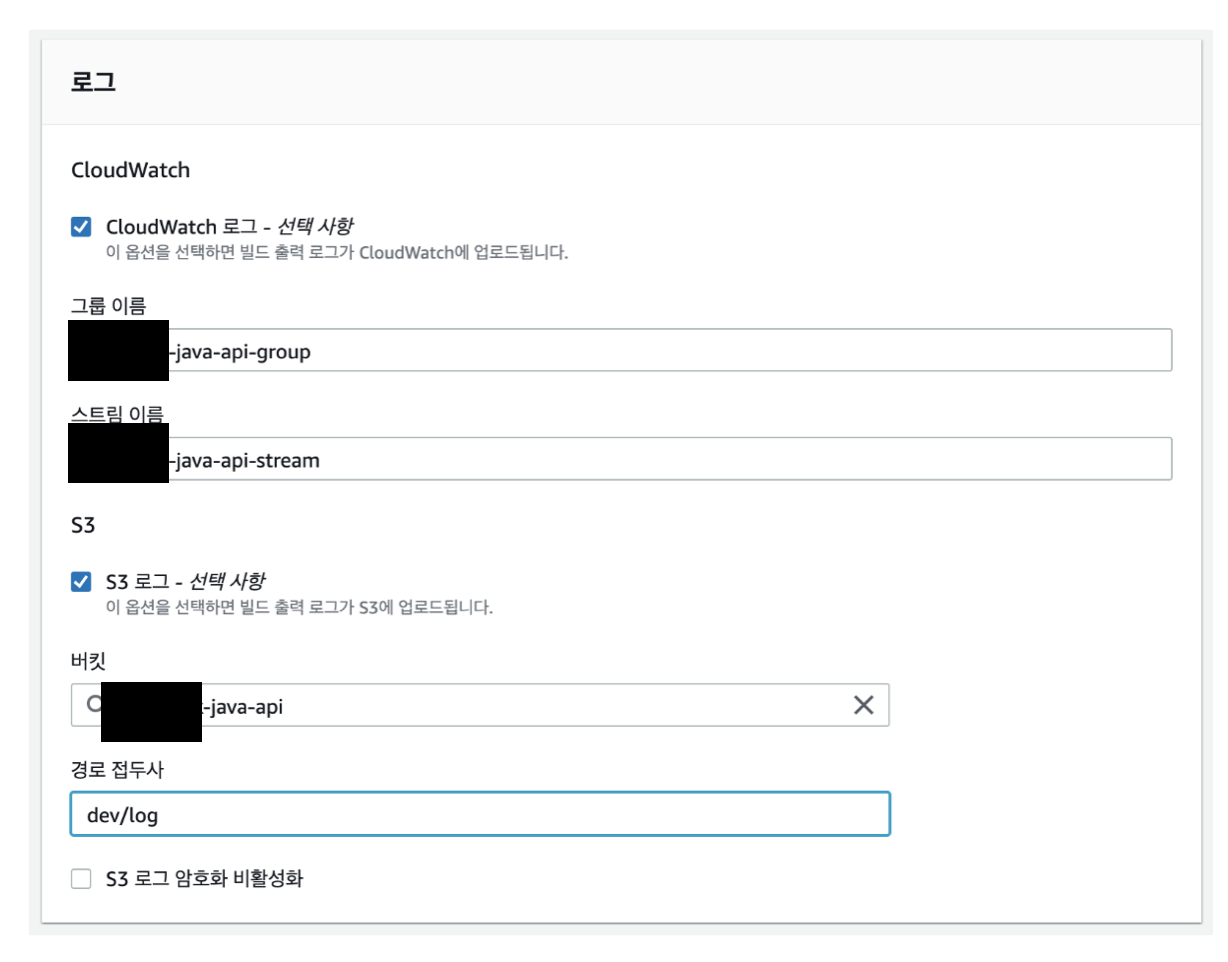 로그
CloudWatch
CloudWatch 로그 - 선택 사항
이 옵션을 선택하면 빌드 출력 로그가 CloudWatch에 업로드됩니다.
그룹 이름
-java-api-group
스트림 이름
-java-api-stream
S3
S3 로그 - 선택 사항
이 옵션을 선택하면 빌드 출력 로그가 S3에 업로드됩니다.
버킷
-java-api
경로 접두사
dev/log
S3 로그 암호화 비활성화